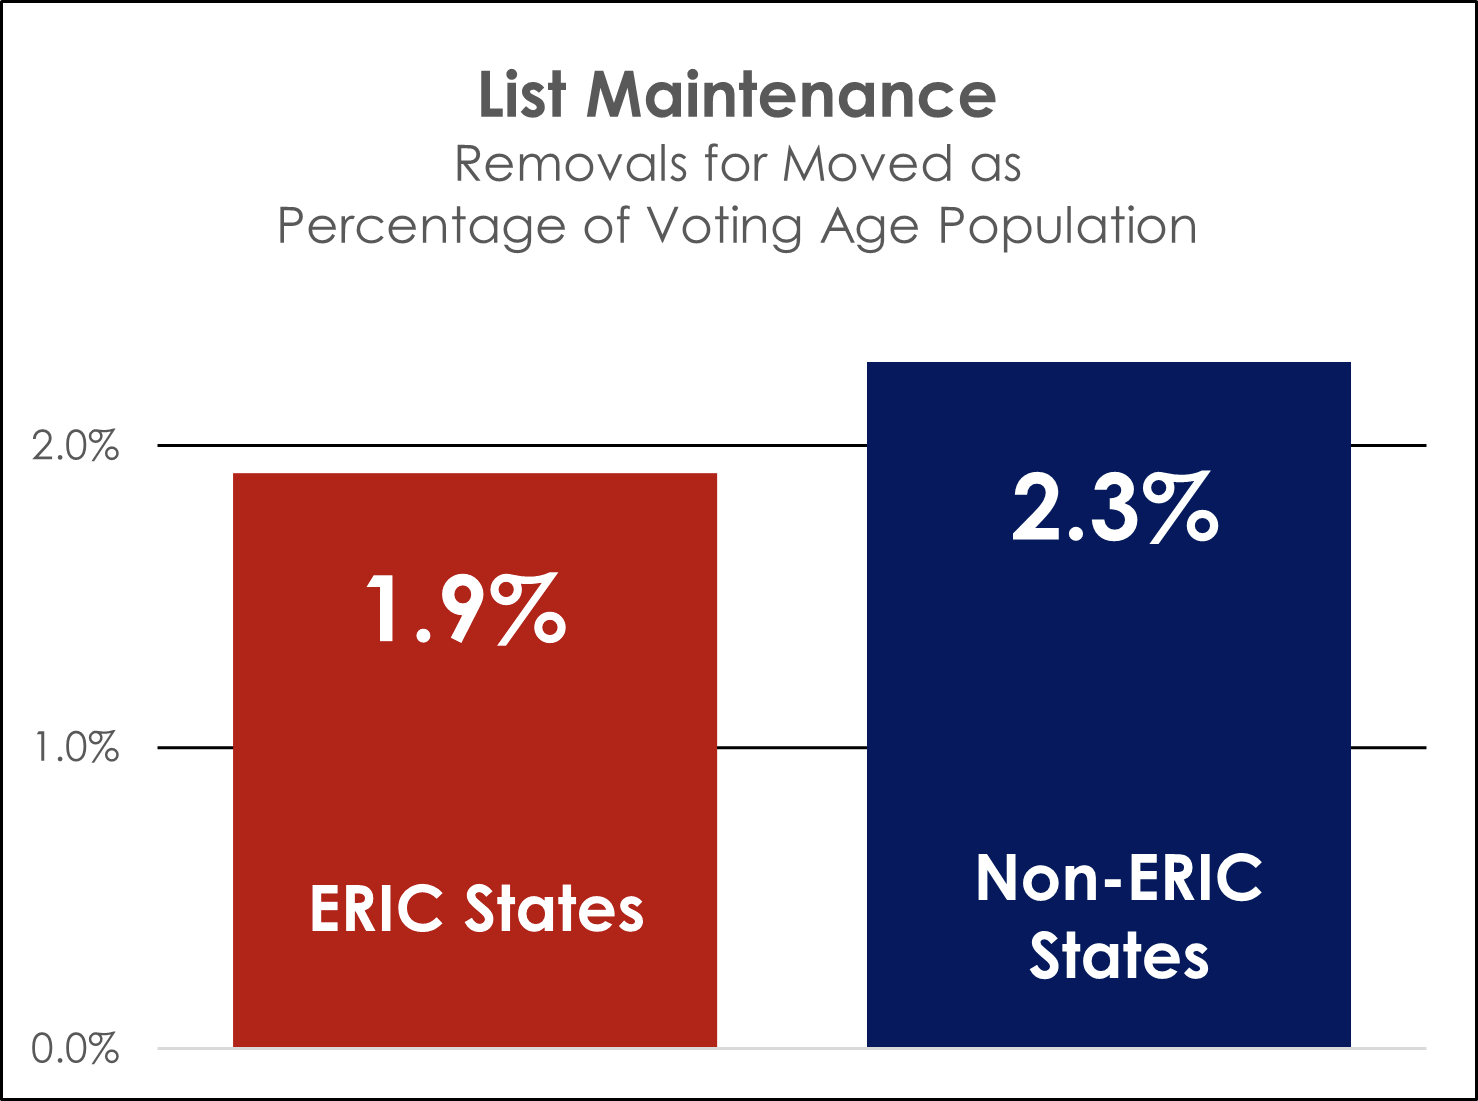 List Maintenance
Removals for Moved as
Percentage of Voting Age Population
2.0%
1.0%
0.0%
1.9%
ERIC States
2.3%
Non-ERIC
States